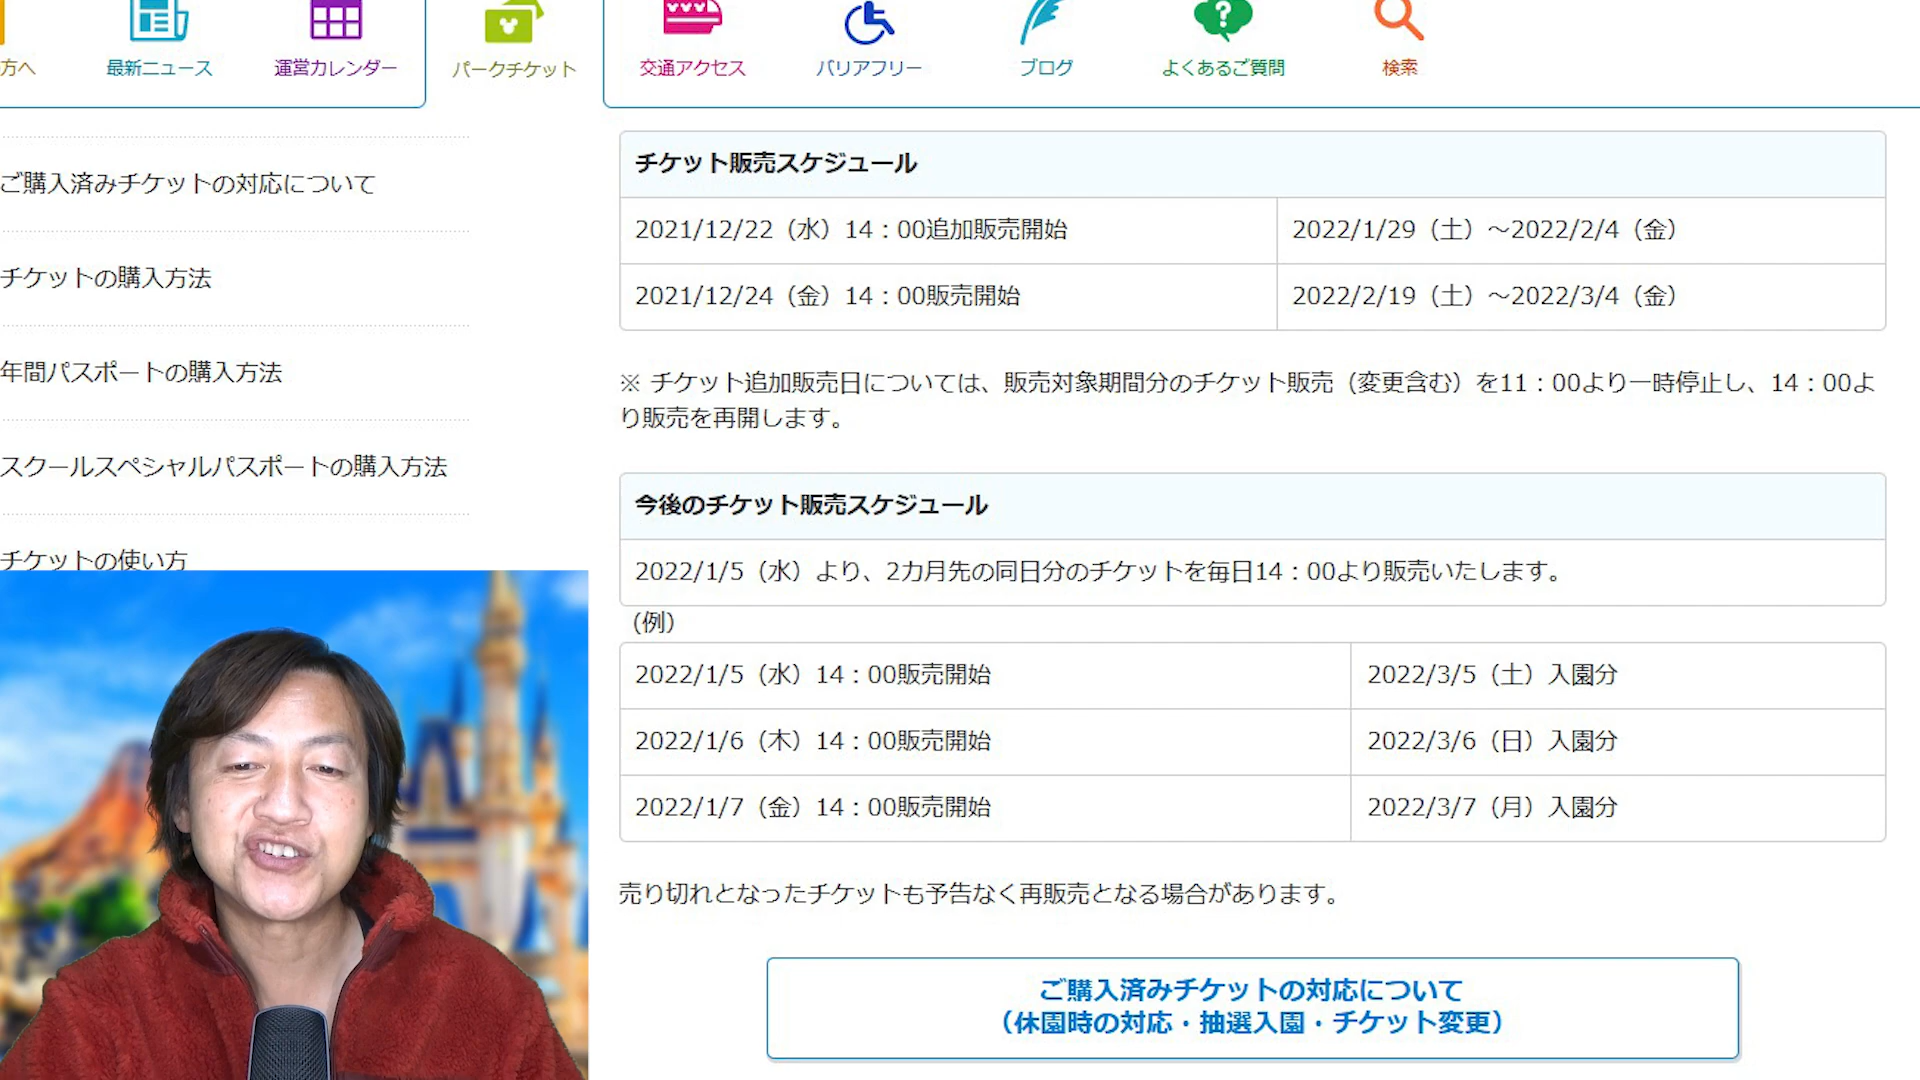 方へ
最新ニュース
運営カレンダー
パークチケット
交通アクセス
バリアフリー
ブログ
よくあるご質問
検索
ご購入済みチケットの対応について
チケットの購入方法
年間パスポートの購入方法
スクールスペシャルパスポートの購入方法
チケットの使い方
チケット販売スケジュール
2021/12/22（水）14：00追加販売開始
2022/1/29（土）～2022/2/4（金）
2021/12/24（金）14：00販売開始
2022/2/19（土）～2022/3/4（金）
※ チケット追加販売日については、販売対象期間分のチケット販売（変更含む）を11：00より一時停止し、14：00よ
り販売を再開します。
今後のチケット販売スケジュール
2022/1/5（水）より、2カ月先の同日分のチケットを毎日14：00より販売いたします。
（例）
2022/1/5（水）14：00販売開始
2022/3/5（土）入園分
2022/1/6（木）14：00販売開始
2022/3/6（日）入園分
2022/1/7（金）14：00販売開始
2022/3/7（月）入園分
売り切れとなったチケットも予告なく再販売となる場合があります。
ご購入済みチケットの対応について
（休園時の対応・抽選入園・チケット変更）